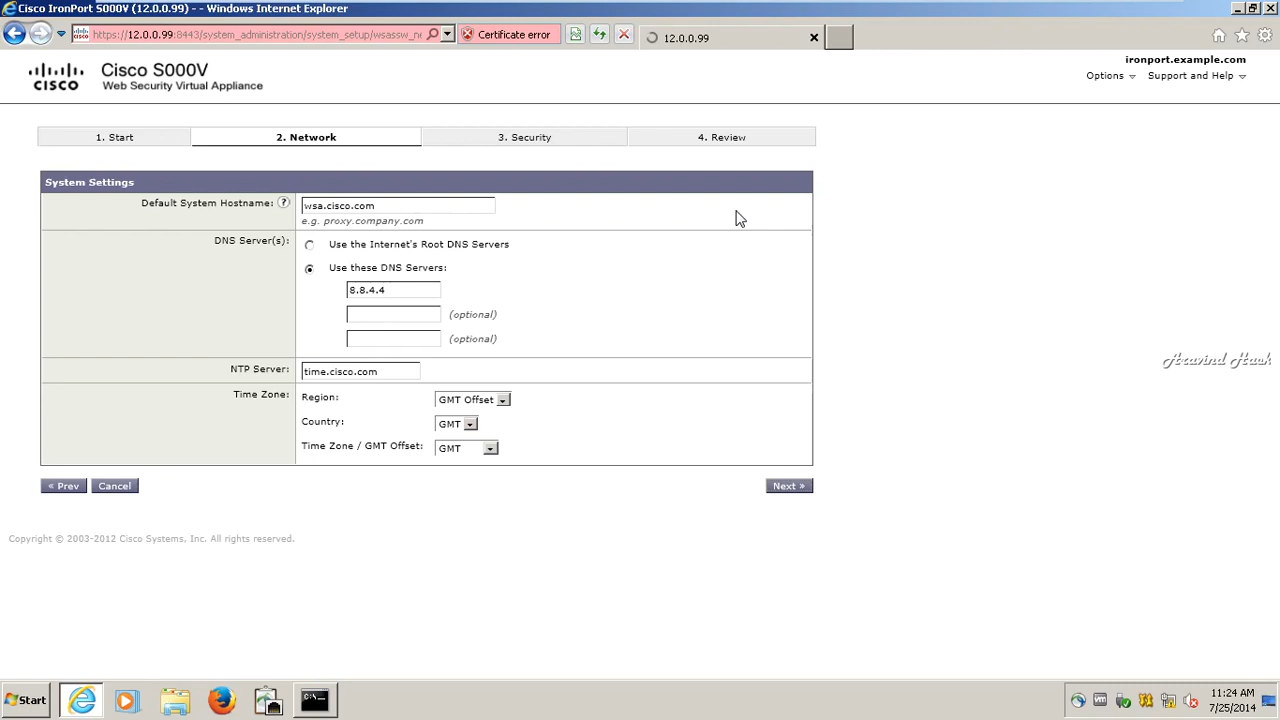 Cisco IronPort S000V (12.0.0.99) - - Windows Internet Explorer
https://12.0.0.99:8443/system_administration/system_setup/wsassw_ne
Certificate error
12.0.0.99
ironport.example.com
Options
Support and Help
cisco
Cisco S000V
Web Security Virtual Appliance
1. Start
2. Network
3. Security
4. Review
System Settings
Default System Hostname:
?
wsa.cisco.com
e.g. proxy.company.com
DNS Server(s):
Use the Internet's Root DNS Servers
Use these DNS Servers:
8.8.4.4
(optional)
(optional)
NTP Server:
time.cisco.com
Time Zone:
Region:
GMT Offset
Country:
GMT
Time Zone / GMT Offset:
GMT
« Prev
Cancel
Next »
Copyright © 2003-2012 Cisco Systems, Inc. All rights reserved.
Start
11:24 AM
7/25/2014